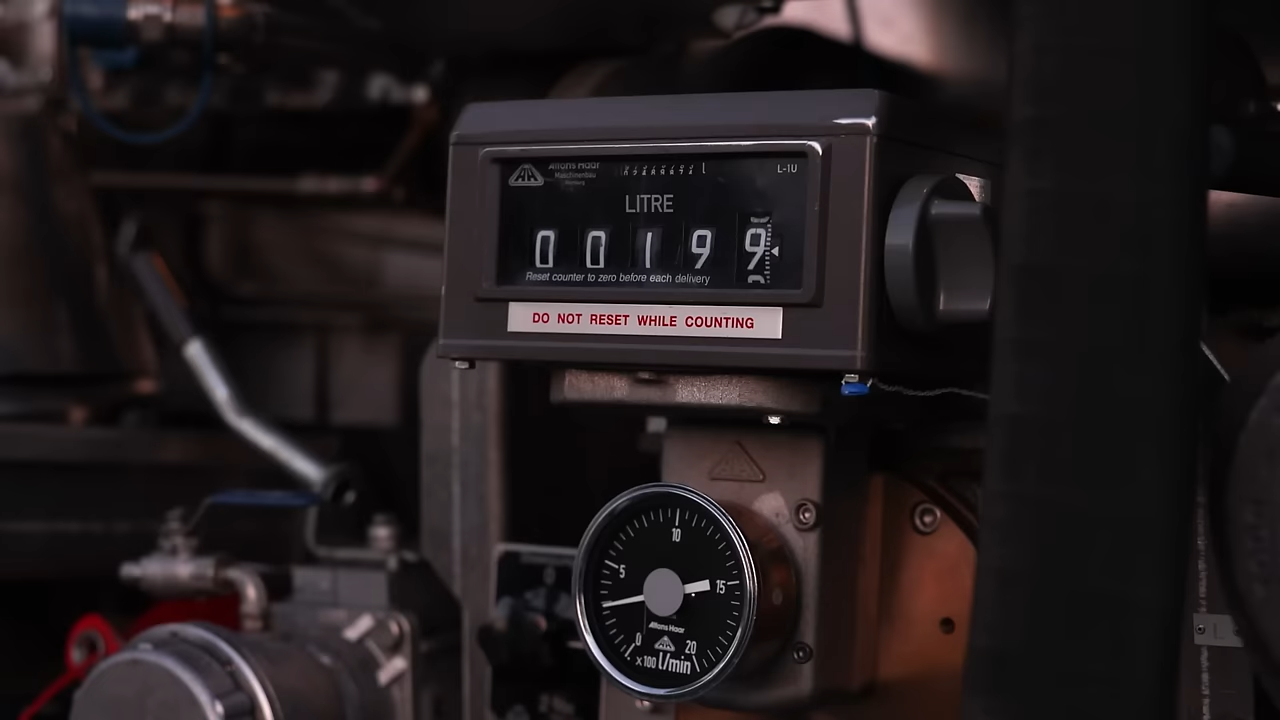 Alfons Haar
Maschinenbau
Hamburg
L-1U
LITRE
0 0 1 9 9
Reset counter to zero before each delivery
DO NOT RESET WHILE COUNTING
10
5
15
Alfons Haar
0
20
x100 l/min